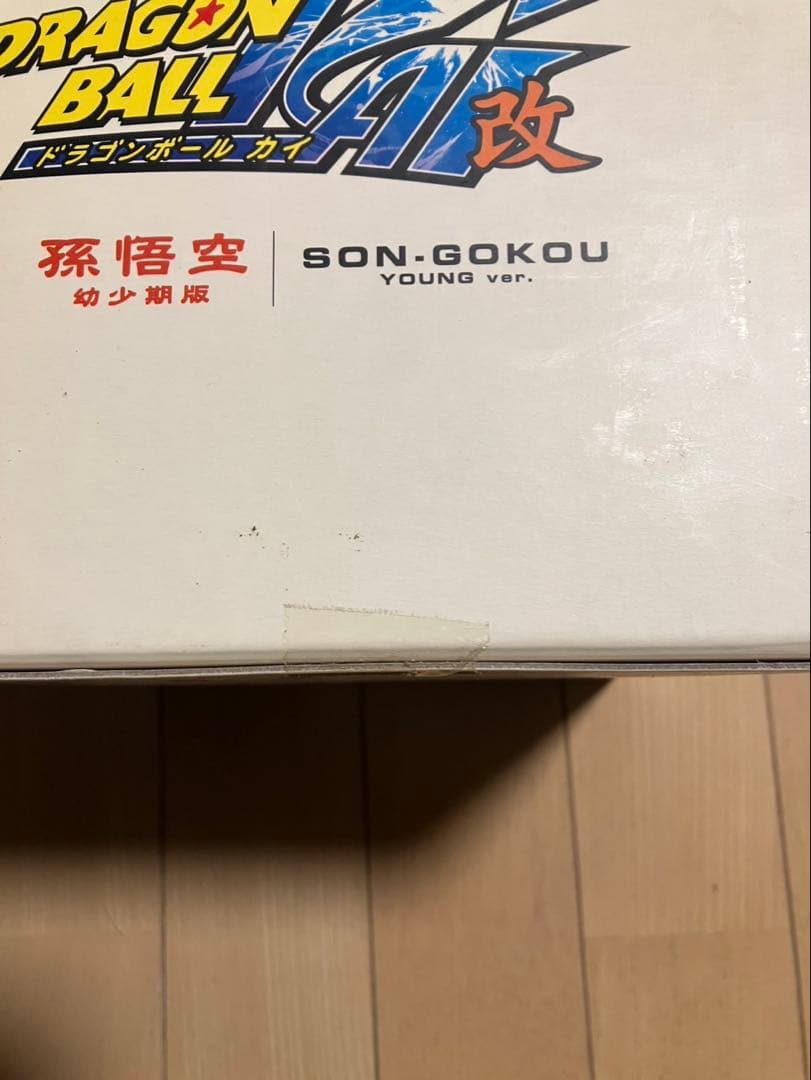 DRAGON
BALL KAI 改
ドラゴンボール カイ
孫悟空
幼少期版
SON-GOKOU
YOUNG ver.